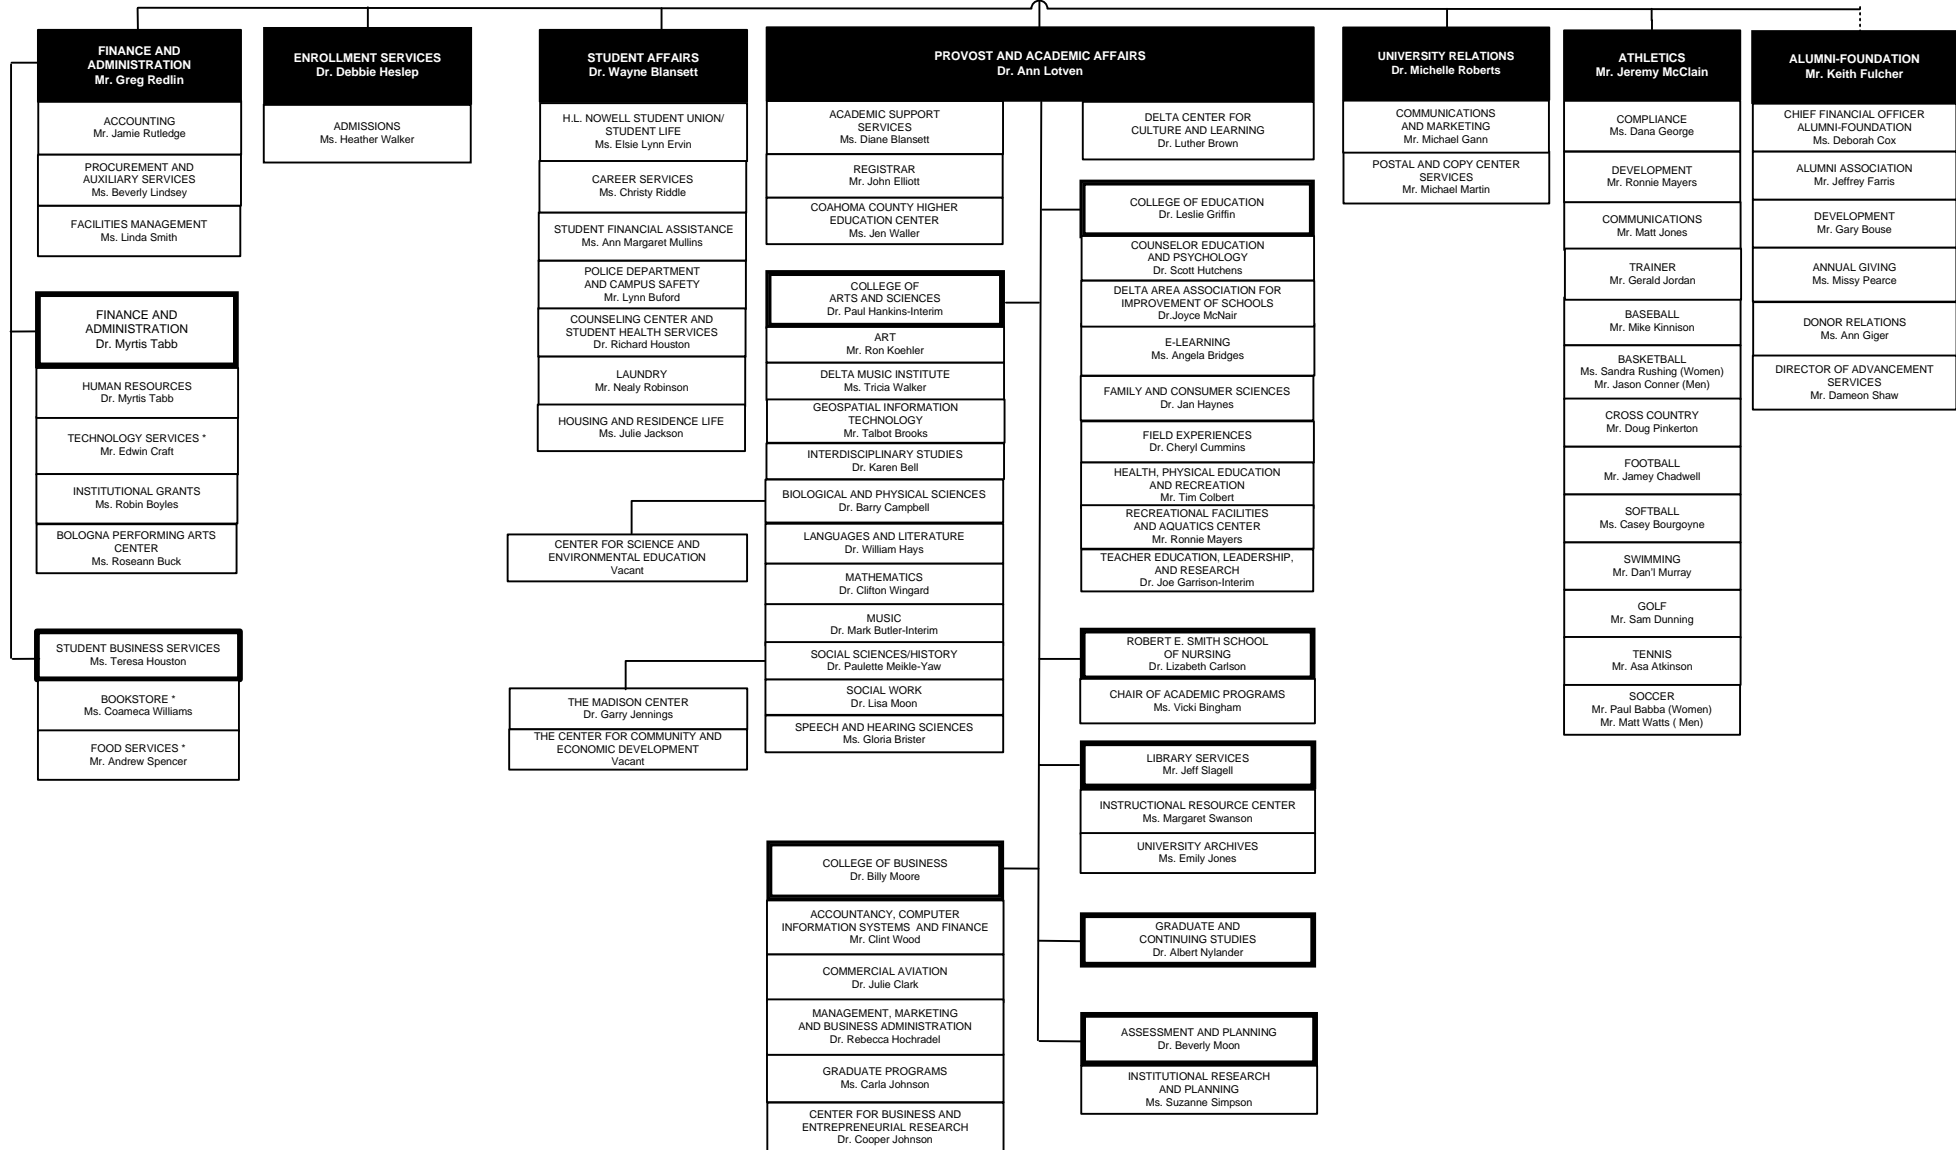 FINANCE AND
ADMINISTRATION
Mr. Greg Redlin
ACCOUNTING
Mr. Jamie Rutledge
PROCUREMENT AND
AUXILIARY SERVICES
Ms. Beverly Lindsey
FACILITIES MANAGEMENT
Ms. Linda Smith
FINANCE AND
ADMINISTRATION
Dr. Myrtis Tabb
HUMAN RESOURCES
Dr. Myrtis Tabb
TECHNOLOGY SERVICES *
Mr. Edwin Craft
INSTITUTIONAL GRANTS
Ms. Robin Boyles
BOLOGNA PERFORMING ARTS
CENTER
Ms. Roseann Buck
STUDENT BUSINESS SERVICES
Ms. Teresa Houston
BOOKSTORE *
Ms. Coameca Williams
FOOD SERVICES *
Mr. Andrew Spencer
ENROLLMENT SERVICES
Dr. Debbie Heslep
ADMISSIONS
Ms. Heather Walker
STUDENT AFFAIRS
Dr. Wayne Blansett
H.L. NOWELL STUDENT UNION/
STUDENT LIFE
Ms. Elsie Lynn Ervin
CAREER SERVICES
Ms. Christy Riddle
STUDENT FINANCIAL ASSISTANCE
Ms. Ann Margaret Mullins
POLICE DEPARTMENT
AND CAMPUS SAFETY
Mr. Lynn Buford
COUNSELING CENTER AND
STUDENT HEALTH SERVICES
Dr. Richard Houston
LAUNDRY
Mr. Nealy Robinson
HOUSING AND RESIDENCE LIFE
Ms. Julie Jackson
CENTER FOR SCIENCE AND
ENVIRONMENTAL EDUCATION
Vacant
THE MADISON CENTER
Dr. Garry Jennings
THE CENTER FOR COMMUNITY AND
ECONOMIC DEVELOPMENT
Vacant
PROVOST AND ACADEMIC AFFAIRS
Dr. Ann Lotven
ACADEMIC SUPPORT
SERVICES
Ms. Diane Blansett
REGISTRAR
Mr. John Elliott
COAHOMA COUNTY HIGHER
EDUCATION CENTER
Ms. Jen Waller
COLLEGE OF
ARTS AND SCIENCES
Dr. Paul Hankins-Interim
ART
Mr. Ron Koehler
DELTA MUSIC INSTITUTE
Ms. Tricia Walker
GEOSPATIAL INFORMATION
TECHNOLOGY
Mr. Talbot Brooks
INTERDISCIPLINARY STUDIES
Dr. Karen Bell
BIOLOGICAL AND PHYSICAL SCIENCES
Dr. Barry Campbell
LANGUAGES AND LITERATURE
Dr. William Hays
MATHEMATICS
Dr. Clifton Wingard
MUSIC
Dr. Mark Butler-Interim
SOCIAL SCIENCES/HISTORY
Dr. Paulette Meikle-Yaw
SOCIAL WORK
Dr. Lisa Moon
SPEECH AND HEARING SCIENCES
Ms. Gloria Brister
COLLEGE OF BUSINESS
Dr. Billy Moore
ACCOUNTANCY, COMPUTER
INFORMATION SYSTEMS AND FINANCE
Mr. Clint Wood
COMMERCIAL AVIATION
Dr. Julie Clark
MANAGEMENT, MARKETING
AND BUSINESS ADMINISTRATION
Dr. Rebecca Hochradel
GRADUATE PROGRAMS
Ms. Carla Johnson
CENTER FOR BUSINESS AND
ENTREPRENEURIAL RESEARCH
Dr. Cooper Johnson
DELTA CENTER FOR
CULTURE AND LEARNING
Dr. Luther Brown
COLLEGE OF EDUCATION
Dr. Leslie Griffin
COUNSELOR EDUCATION
AND PSYCHOLOGY
Dr. Scott Hutchens
DELTA AREA ASSOCIATION FOR
IMPROVEMENT OF SCHOOLS
Dr.Joyce McNair
E-LEARNING
Ms. Angela Bridges
FAMILY AND CONSUMER SCIENCES
Dr. Jan Haynes
FIELD EXPERIENCES
Dr. Cheryl Cummins
HEALTH, PHYSICAL EDUCATION
AND RECREATION
Mr. Tim Colbert
RECREATIONAL FACILITIES
AND AQUATICS CENTER
Mr. Ronnie Mayers
TEACHER EDUCATION, LEADERSHIP,
AND RESEARCH
Dr. Joe Garrison-Interim
ROBERT E. SMITH SCHOOL
OF NURSING
Dr. Lizabeth Carlson
CHAIR OF ACADEMIC PROGRAMS
Ms. Vicki Bingham
LIBRARY SERVICES
Mr. Jeff Slagell
INSTRUCTIONAL RESOURCE CENTER
Ms. Margaret Swanson
UNIVERSITY ARCHIVES
Ms. Emily Jones
GRADUATE AND
CONTINUING STUDIES
Dr. Albert Nylander
ASSESSMENT AND PLANNING
Dr. Beverly Moon
INSTITUTIONAL RESEARCH
AND PLANNING
Ms. Suzanne Simpson
UNIVERSITY RELATIONS
Dr. Michelle Roberts
COMMUNICATIONS
AND MARKETING
Mr. Michael Gann
POSTAL AND COPY CENTER
SERVICES
Mr. Michael Martin
ATHLETICS
Mr. Jeremy McClain
COMPLIANCE
Ms. Dana George
DEVELOPMENT
Mr. Ronnie Mayers
COMMUNICATIONS
Mr. Matt Jones
TRAINER
Mr. Gerald Jordan
BASEBALL
Mr. Mike Kinnison
BASKETBALL
Ms. Sandra Rushing (Women)
Mr. Jason Conner (Men)
CROSS COUNTRY
Mr. Doug Pinkerton
FOOTBALL
Mr. Jamey Chadwell
SOFTBALL
Ms. Casey Bourgoyne
SWIMMING
Mr. Dan'l Murray
GOLF
Mr. Sam Dunning
TENNIS
Mr. Asa Atkinson
SOCCER
Mr. Paul Babba (Women)
Mr. Matt Watts ( Men)
ALUMNI-FOUNDATION
Mr. Keith Fulcher
CHIEF FINANCIAL OFFICER
ALUMNI-FOUNDATION
Ms. Deborah Cox
ALUMNI ASSOCIATION
Mr. Jeffrey Farris
DEVELOPMENT
Mr. Gary Bouse
ANNUAL GIVING
Ms. Missy Pearce
DONOR RELATIONS
Ms. Ann Giger
DIRECTOR OF ADVANCEMENT
SERVICES
Mr. Dameon Shaw